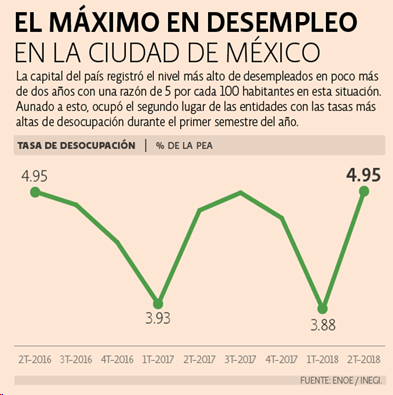 EL MÁXIMO EN DESEMPLEO
EN LA CIUDAD DE MÉXICO
La capital del país registró el nivel más alto de desempleados en poco más
de dos años con una razón de 5 por cada 100 habitantes en esta situación.
Aunado a esto, ocupó el segundo lugar de las entidades con las tasas más
altas de desocupación durante el primer semestre del año.
TASA DE DESOCUPACIÓN | % DE LA PEA
4.95
4.95
3.93
3.88
2T-2016 3T-2016 4T-2016 1T-2017 2T-2017 3T-2017 4T-2017 1T-2018 2T-2018
FUENTE: ENOE / INEGI.